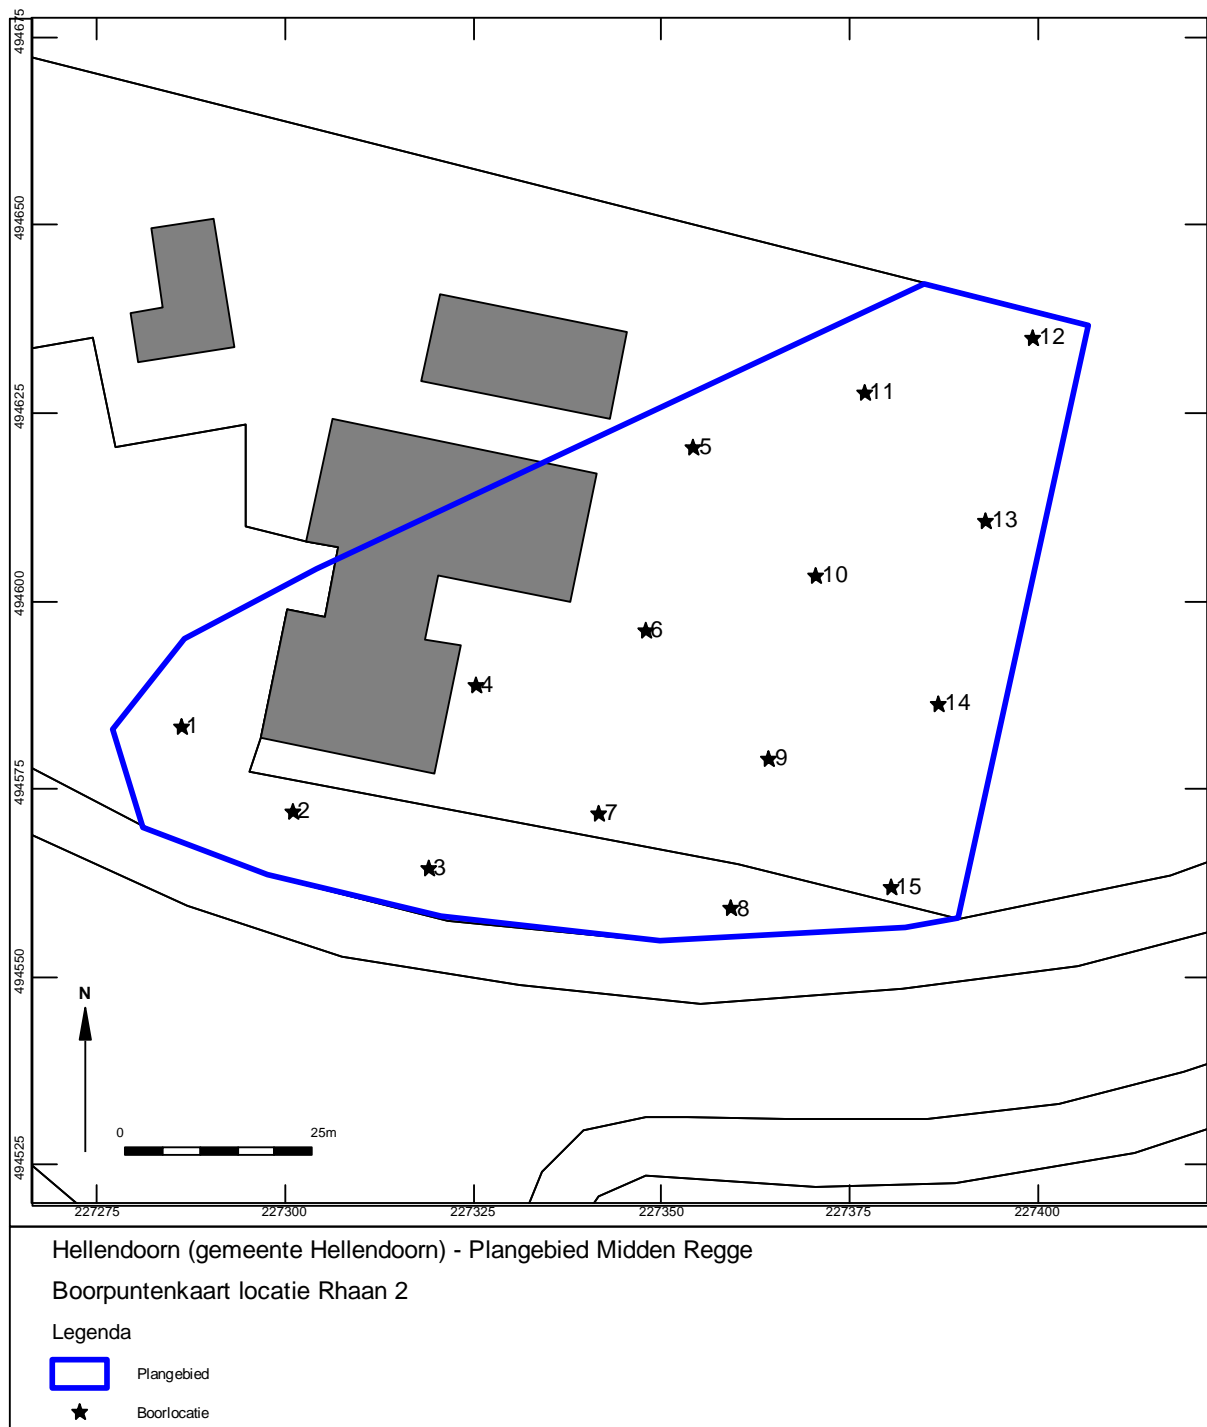 494675
494650
494625
494600
494575
494550
494525
12
11
5
13
10
6
4
14
1
9
2
7
3
15
8
N
0 25m
227275 227300 227325 227350 227375 227400
Hellendoorn (gemeente Hellendoorn) - Plangebied Midden Regge
Boorpuntenkaart locatie Rhaan 2
Legenda
Plangebied
Boorlocatie